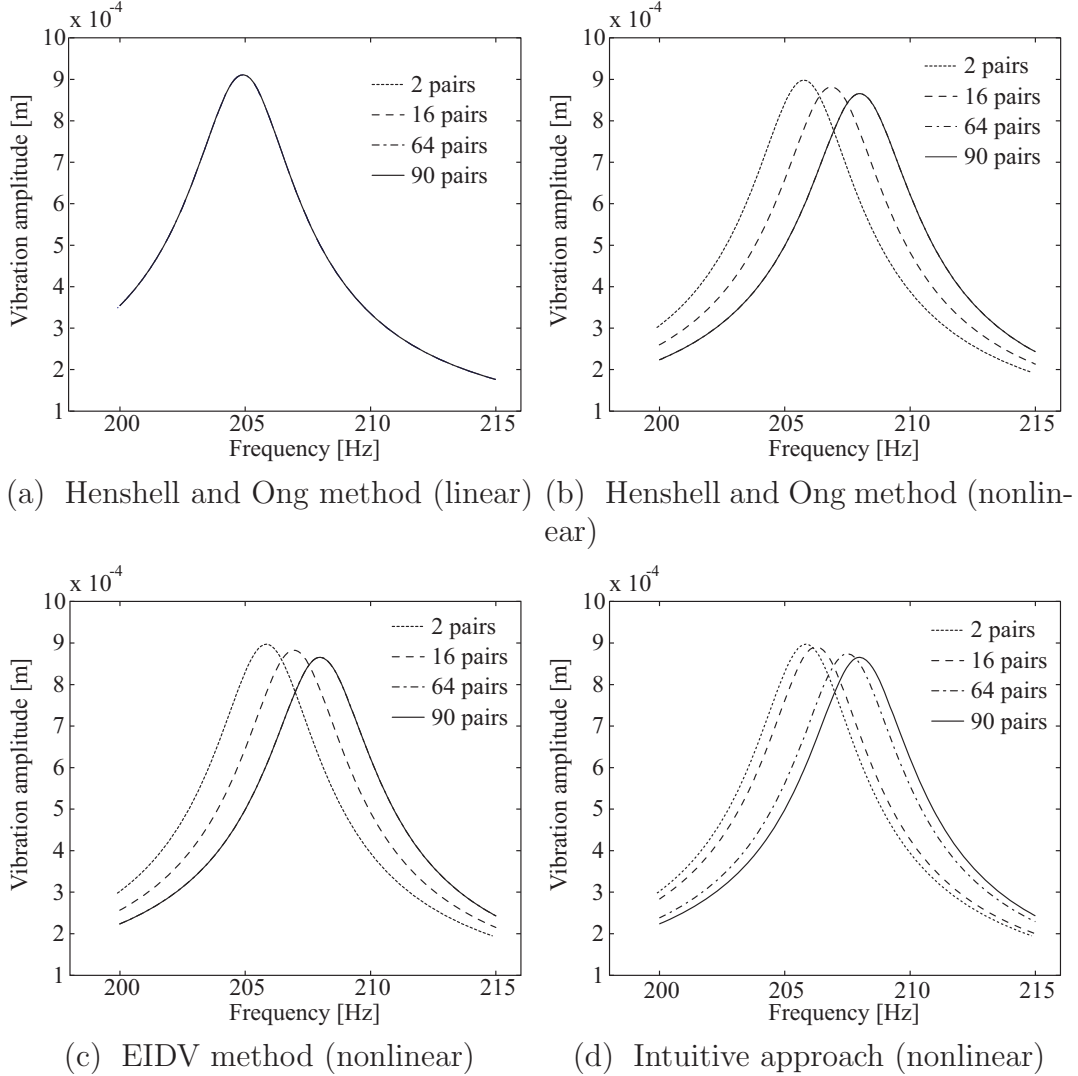 x 10-4
10
9
8
7
6
5
4
3
2
1
Vibration amplitude [m]
2 pairs
16 pairs
64 pairs
90 pairs
200 205 210 215
Frequency [Hz]
(a) Henshell and Ong method (linear)
x 10-4
10
9
8
7
6
5
4
3
2
1
Vibration amplitude [m]
2 pairs
16 pairs
64 pairs
90 pairs
200 205 210 215
Frequency [Hz]
(b) Henshell and Ong method (nonlin-
ear)
x 10-4
10
9
8
7
6
5
4
3
2
1
Vibration amplitude [m]
2 pairs
16 pairs
64 pairs
90 pairs
200 205 210 215
Frequency [Hz]
(c) EIDV method (nonlinear)
x 10-4
10
9
8
7
6
5
4
3
2
1
Vibration amplitude [m]
2 pairs
16 pairs
64 pairs
90 pairs
200 205 210 215
Frequency [Hz]
(d) Intuitive approach (nonlinear)